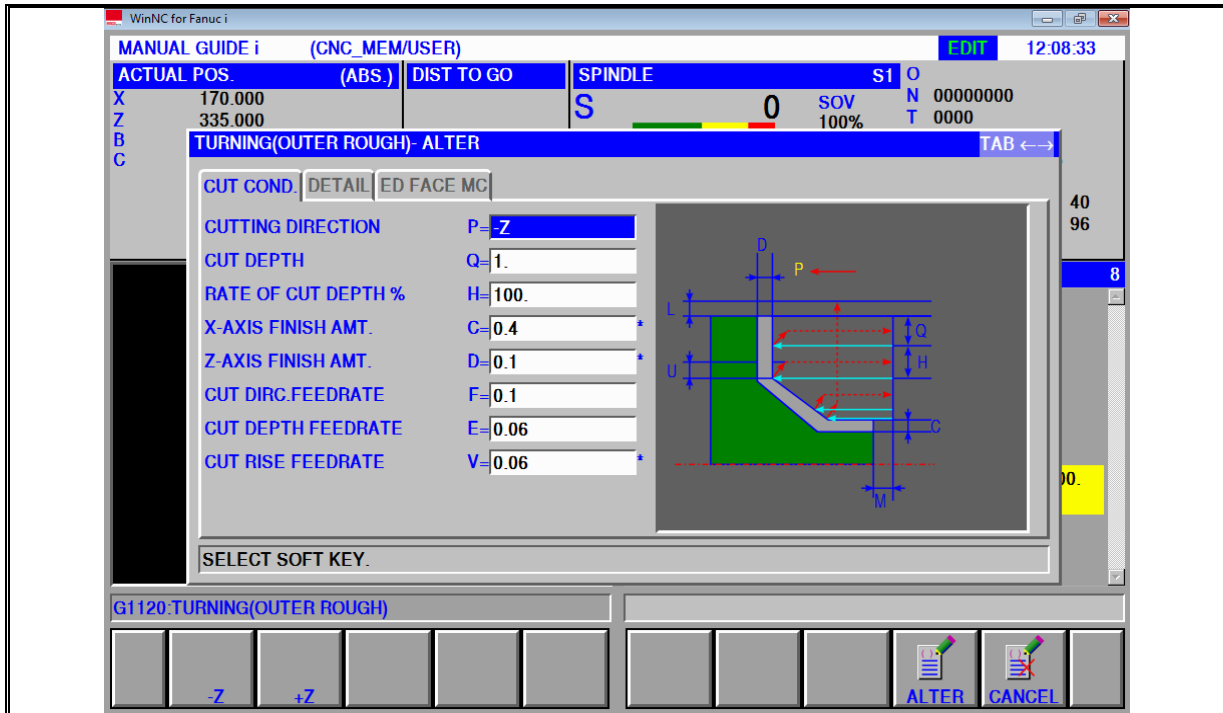 WinNC for Fanuc i
MANUAL GUIDE i (CNC_MEM/USER) EDIT 12:08:33
ACTUAL POS. (ABS.) DIST TO GO SPINDLE S1 O
X 170.000 S 0 SOV N 00000000
Z 335.000 100% T 0000
B
C
TURNING(OUTER ROUGH)- ALTER TAB ←→
CUT COND. DETAIL ED FACE MC
40
96
8
CUTTING DIRECTION P= -Z
CUT DEPTH Q= 1.
RATE OF CUT DEPTH % H= 100.
X-AXIS FINISH AMT. C= 0.4 *
Z-AXIS FINISH AMT. D= 0.1 *
CUT DIRC.FEEDRATE F= 0.1
CUT DEPTH FEEDRATE E= 0.06
CUT RISE FEEDRATE V= 0.06 *
D
P
L
Q
H
U
C
M
00.
SELECT SOFT KEY.
G1120:TURNING(OUTER ROUGH)
-Z +Z ALTER CANCEL